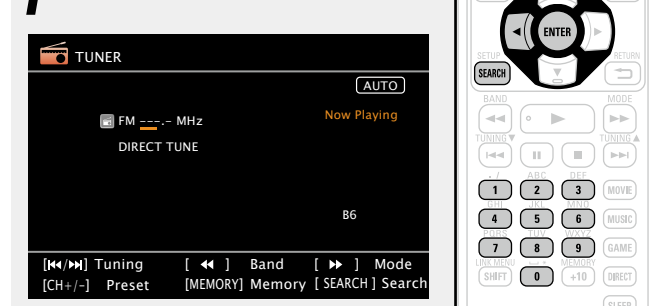 TUNER
AUTO
FM ---.- MHz
Now Playing
DIRECT TUNE
B6
[⏮/⏭] Tuning [ ◀◀ ] Band [ ▶▶ ] Mode
[CH+/-] Preset [MEMORY] Memory [ SEARCH ] Search
ENTER
SETUP
RETURN
SEARCH
BAND
MODE
TUNING▼
TUNING▲
. / ABC DEF
1 2 3 MOVIE
GHI JKL MNO
4 5 6 MUSIC
PQRS TUV WXYZ
7 8 9 GAME
LINK MENU MEMORY
SHIFT 0 +10 DIRECT
SLEEP